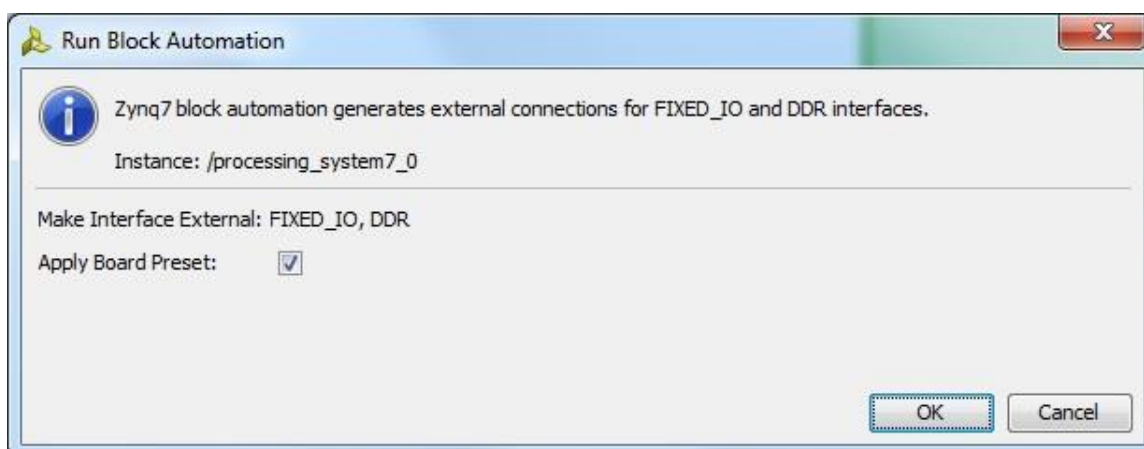 Run Block Automation
Zynq7 block automation generates external connections for FIXED_IO and DDR interfaces.
Instance: /processing_system7_0
Make Interface External: FIXED_IO, DDR
Apply Board Preset:
OK Cancel